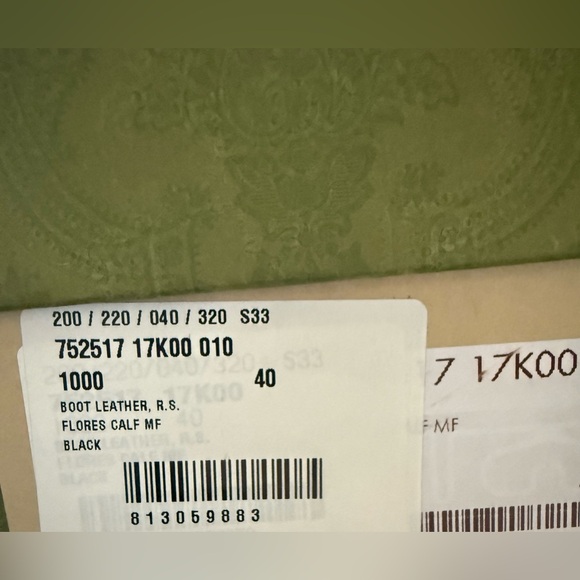 200 / 220 / 040 / 320 S33
752517 17K00 010
1000 40
BOOT LEATHER, R.S.
FLORES CALF MF
BLACK
813059883
7 17K00
F MF